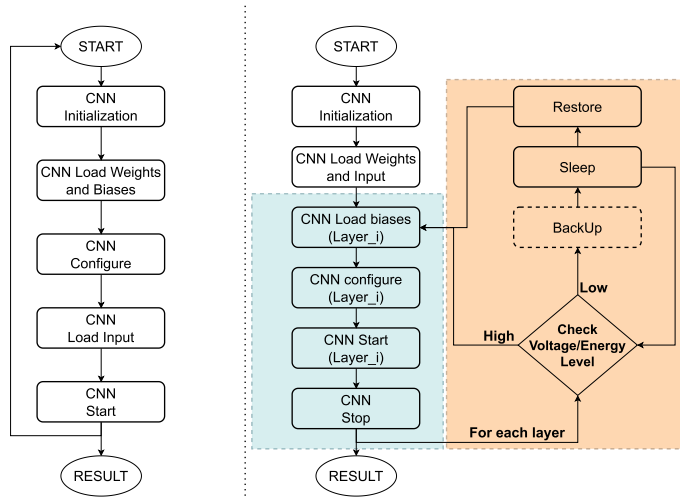 START
CNN
Initialization
CNN Load Weights
and Biases
CNN
Configure
CNN
Load Input
CNN
Start
RESULT
START
CNN
Initialization
CNN Load Weights
and Input
CNN Load biases
(Layer_i)
CNN configure
(Layer_i)
CNN Start
(Layer_i)
CNN
Stop
RESULT
Restore
Sleep
BackUp
Low
High
Check
Voltage/Energy
Level
For each layer